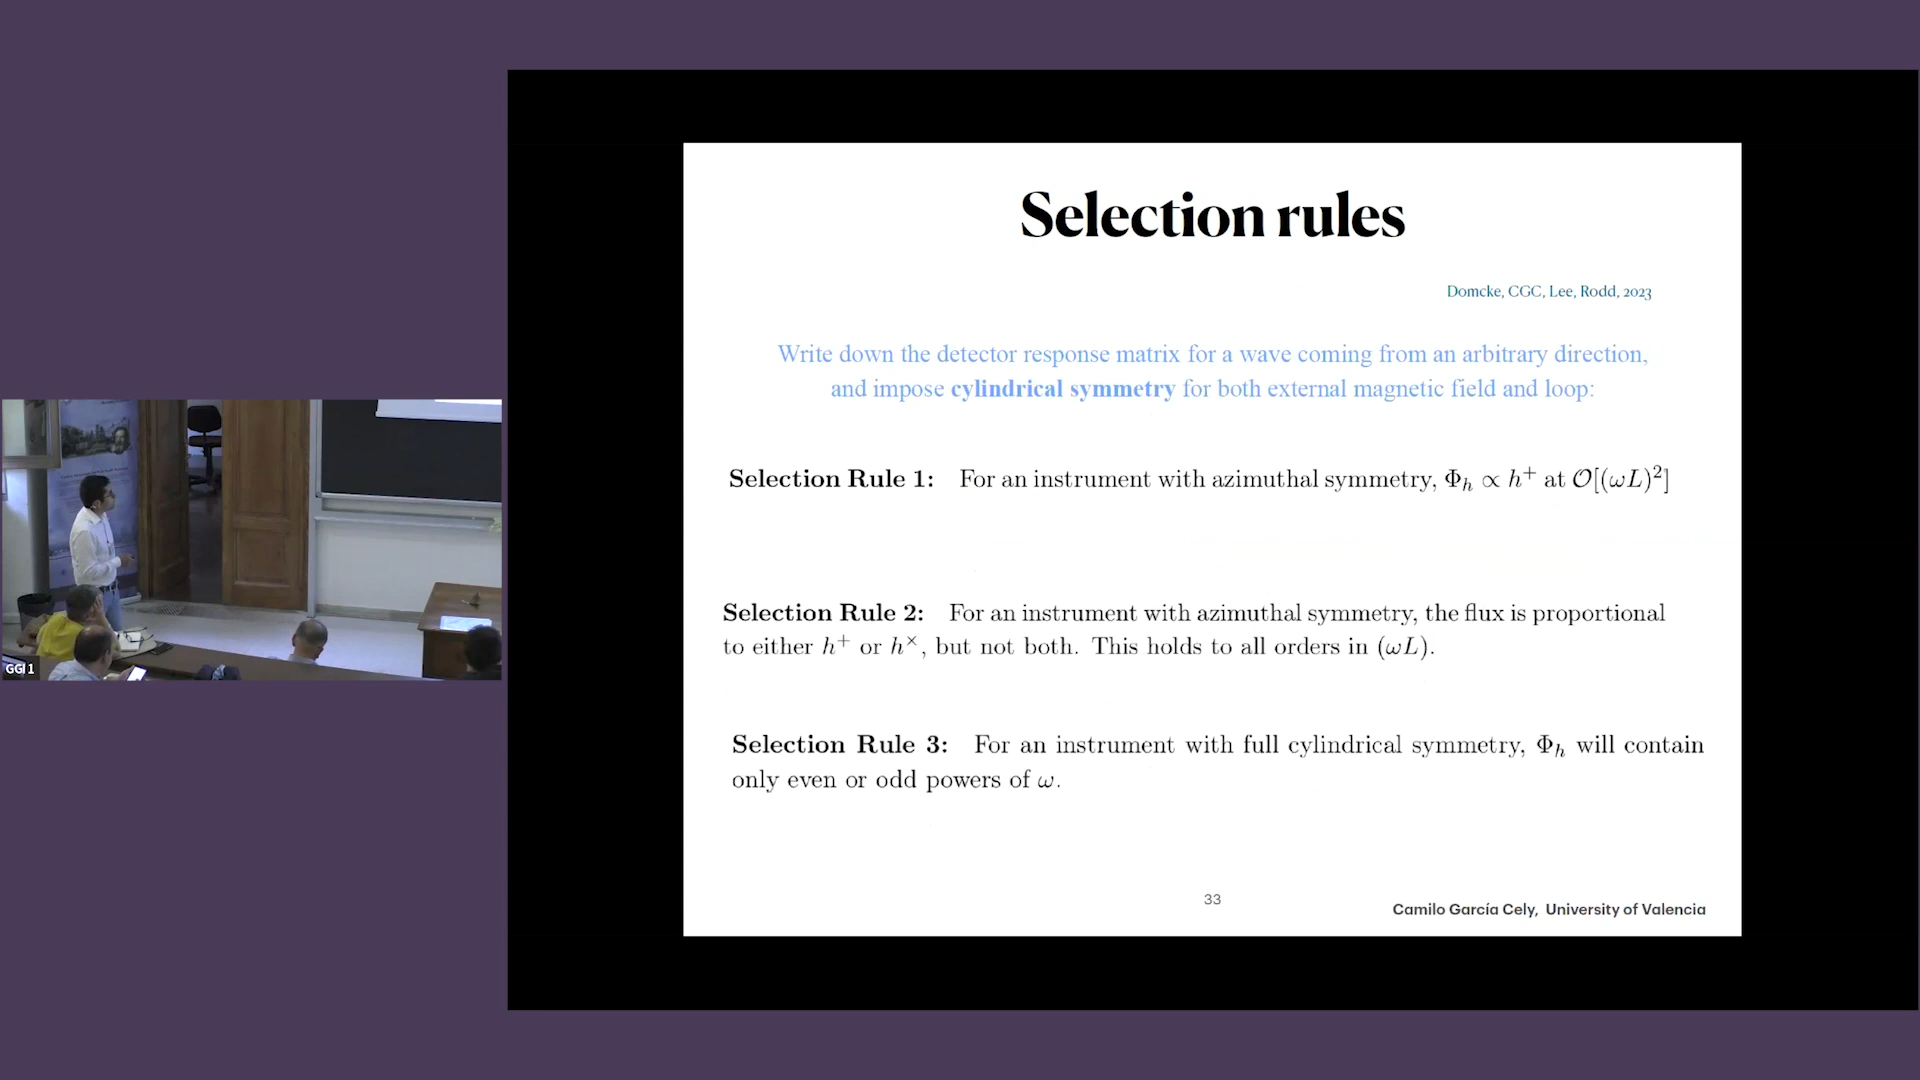 Selection rules
Domcke, CGC, Lee, Rodd, 2023
Write down the detector response matrix for a wave coming from an arbitrary direction,
and impose cylindrical symmetry for both external magnetic field and loop:
Selection Rule 1: For an instrument with azimuthal symmetry, Φ_h ∝ h⁺ at 𝒪[(ωL)²]
Selection Rule 2: For an instrument with azimuthal symmetry, the flux is proportional
to either h⁺ or h˟, but not both. This holds to all orders in (ωL).
Selection Rule 3: For an instrument with full cylindrical symmetry, Φ_h will contain
only even or odd powers of ω.
33
Camilo García Cely, University of Valencia
GGI 1